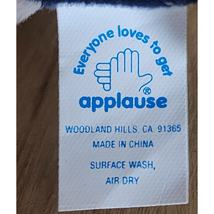 Everyone loves to get
®
applause
WOODLAND HILLS, CA 91365
MADE IN CHINA
SURFACE WASH,
AIR DRY